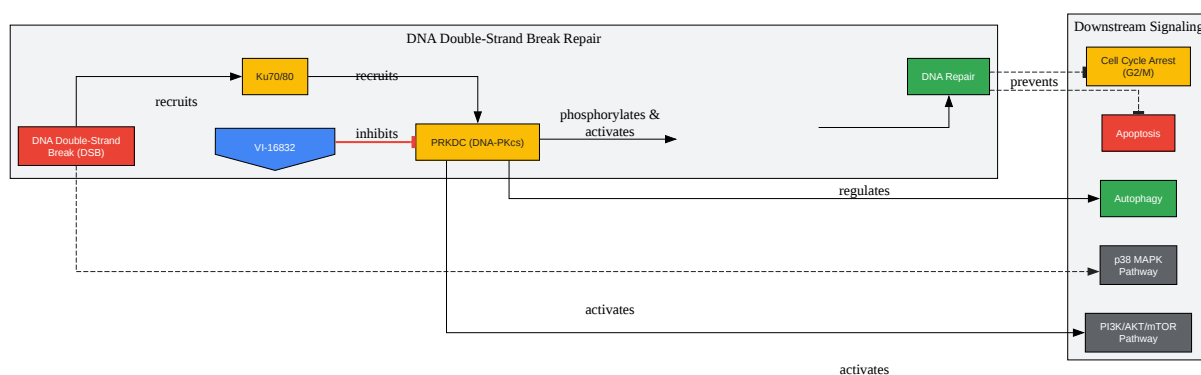 Downstream Signaling
DNA Double-Strand Break Repair
Cell Cycle Arrest
(G2/M)
Ku70/80
recruits
DNA Repair
prevents
recruits
phosphorylates &
activates
Apoptosis
DNA Double-Strand
Break (DSB)
VI-16832
inhibits
PRKDC (DNA-PKcs)
regulates
Autophagy
p38 MAPK
Pathway
activates
PI3K/AKT/mTOR
Pathway
activates